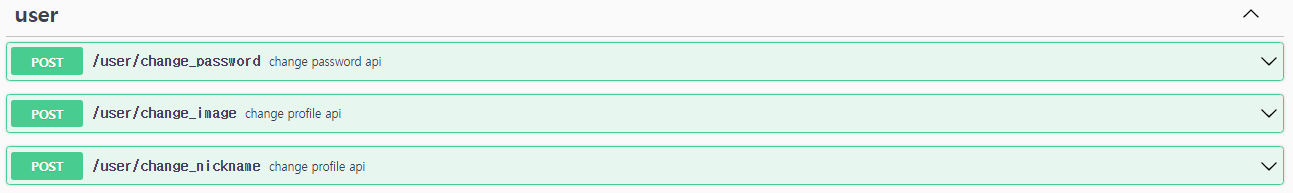 user
POST /user/change_password change password api
POST /user/change_image change profile api
POST /user/change_nickname change profile api